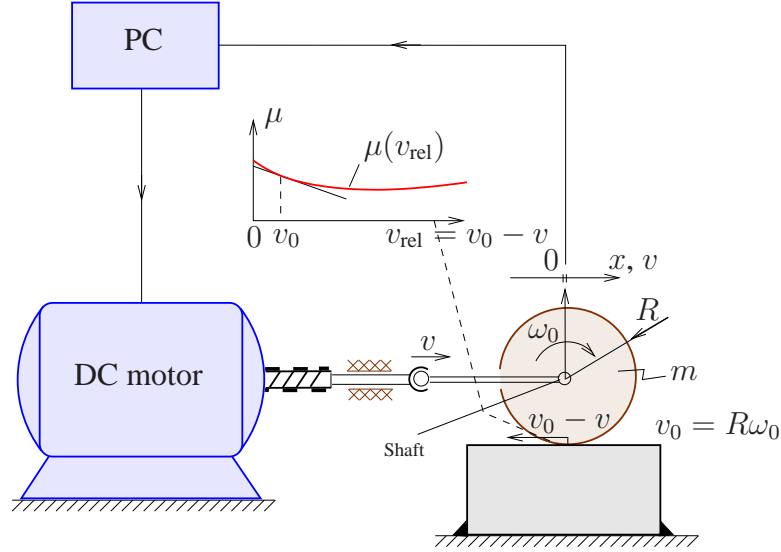 PC
μ
μ(v_rel)
0 v_0 v_rel = v_0 − v
0 x, v
R
ω_0
v
DC motor
m
v_0 − v
v_0 = Rω_0
Shaft